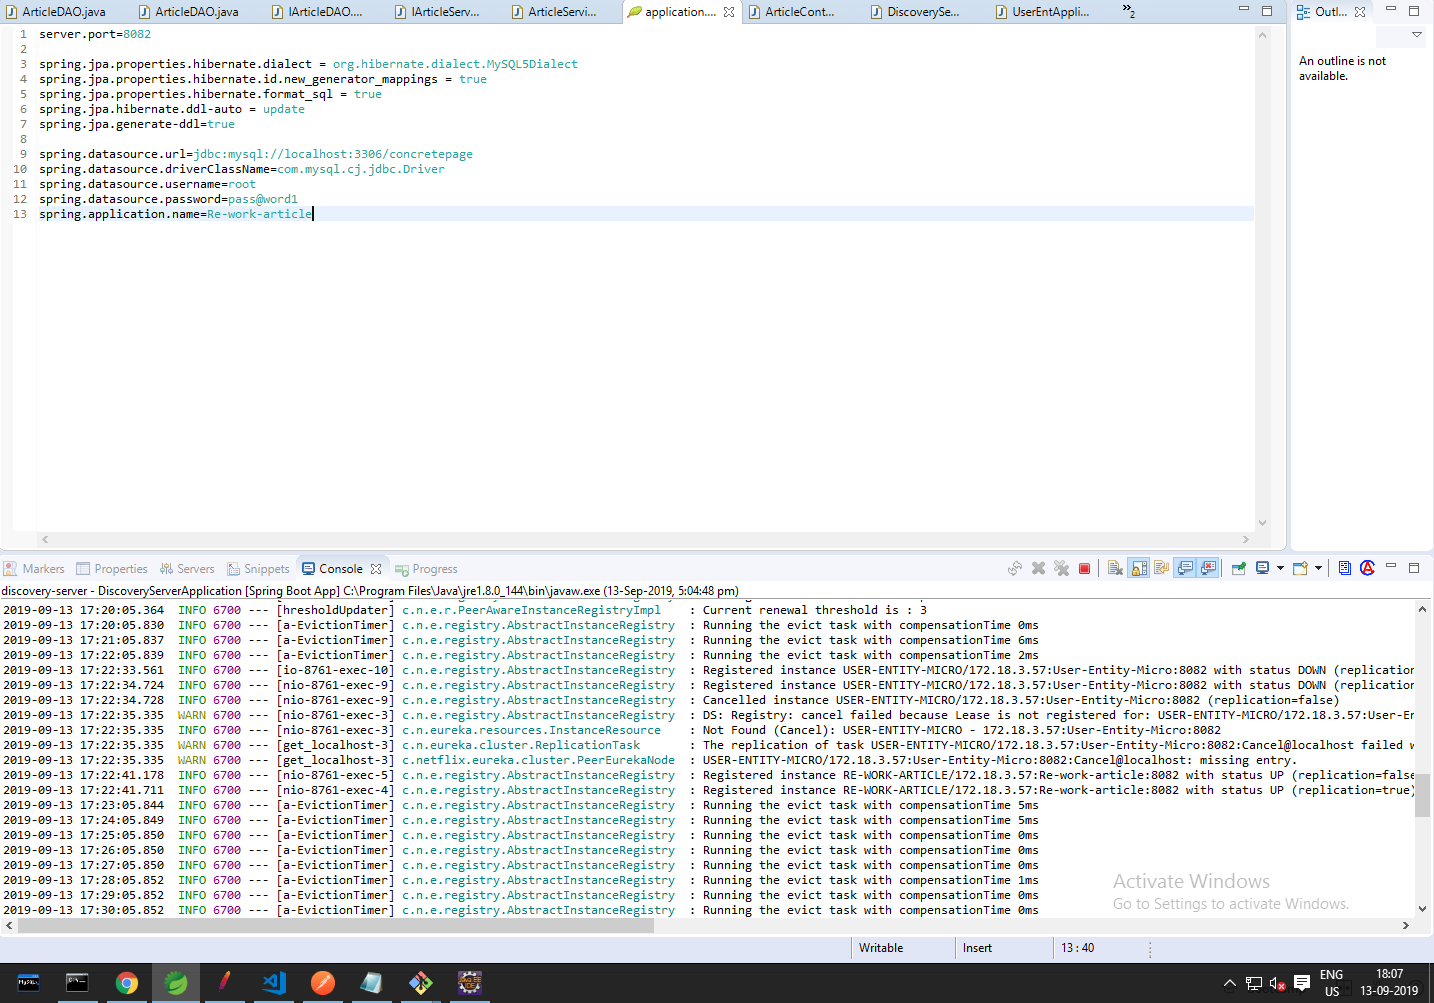 ArticleDAO.java ArticleDAO.java IArticleDAO.... IArticleServ... ArticleServi... application.... ArticleCont... DiscoverySe... UserEntAppli... »2 Outl...
An outline is not
available.
1 server.port=8082
2
3 spring.jpa.properties.hibernate.dialect = org.hibernate.dialect.MySQL5Dialect
4 spring.jpa.properties.hibernate.id.new_generator_mappings = true
5 spring.jpa.properties.hibernate.format_sql = true
6 spring.jpa.hibernate.ddl-auto = update
7 spring.jpa.generate-ddl=true
8
9 spring.datasource.url=jdbc:mysql://localhost:3306/concretepage
10 spring.datasource.driverClassName=com.mysql.cj.jdbc.Driver
11 spring.datasource.username=root
12 spring.datasource.password=pass@word1
13 spring.application.name=Re-work-article
Markers Properties Servers Snippets Console Progress
discovery-server - DiscoveryServerApplication [Spring Boot App] C:\Program Files\Java\jre1.8.0_144\bin\javaw.exe (13-Sep-2019, 5:04:48 pm)
2019-09-13 17:20:05.364 INFO 6700 --- [hresholdUpdater] c.n.e.r.PeerAwareInstanceRegistryImpl : Current renewal threshold is : 3
2019-09-13 17:20:05.830 INFO 6700 --- [a-EvictionTimer] c.n.e.registry.AbstractInstanceRegistry : Running the evict task with compensationTime 0ms
2019-09-13 17:21:05.837 INFO 6700 --- [a-EvictionTimer] c.n.e.registry.AbstractInstanceRegistry : Running the evict task with compensationTime 6ms
2019-09-13 17:22:05.839 INFO 6700 --- [a-EvictionTimer] c.n.e.registry.AbstractInstanceRegistry : Running the evict task with compensationTime 2ms
2019-09-13 17:22:33.561 INFO 6700 --- [io-8761-exec-10] c.n.e.registry.AbstractInstanceRegistry : Registered instance USER-ENTITY-MICRO/172.18.3.57:User-Entity-Micro:8082 with status DOWN (replication
2019-09-13 17:22:34.724 INFO 6700 --- [nio-8761-exec-9] c.n.e.registry.AbstractInstanceRegistry : Registered instance USER-ENTITY-MICRO/172.18.3.57:User-Entity-Micro:8082 with status DOWN (replication
2019-09-13 17:22:34.728 INFO 6700 --- [nio-8761-exec-9] c.n.e.registry.AbstractInstanceRegistry : Cancelled instance USER-ENTITY-MICRO/172.18.3.57:User-Entity-Micro:8082 (replication=false)
2019-09-13 17:22:35.335 WARN 6700 --- [nio-8761-exec-3] c.n.e.registry.AbstractInstanceRegistry : DS: Registry: cancel failed because Lease is not registered for: USER-ENTITY-MICRO/172.18.3.57:User-En
2019-09-13 17:22:35.335 INFO 6700 --- [nio-8761-exec-3] c.n.eureka.resources.InstanceResource : Not Found (Cancel): USER-ENTITY-MICRO - 172.18.3.57:User-Entity-Micro:8082
2019-09-13 17:22:35.335 WARN 6700 --- [get_localhost-3] c.n.eureka.cluster.ReplicationTask : The replication of task USER-ENTITY-MICRO/172.18.3.57:User-Entity-Micro:8082:Cancel@localhost failed w
2019-09-13 17:22:35.335 WARN 6700 --- [get_localhost-3] c.netflix.eureka.cluster.PeerEurekaNode : USER-ENTITY-MICRO/172.18.3.57:User-Entity-Micro:8082:Cancel@localhost: missing entry.
2019-09-13 17:22:41.178 INFO 6700 --- [nio-8761-exec-5] c.n.e.registry.AbstractInstanceRegistry : Registered instance RE-WORK-ARTICLE/172.18.3.57:Re-work-article:8082 with status UP (replication=false
2019-09-13 17:22:41.711 INFO 6700 --- [nio-8761-exec-4] c.n.e.registry.AbstractInstanceRegistry : Registered instance RE-WORK-ARTICLE/172.18.3.57:Re-work-article:8082 with status UP (replication=true)
2019-09-13 17:23:05.844 INFO 6700 --- [a-EvictionTimer] c.n.e.registry.AbstractInstanceRegistry : Running the evict task with compensationTime 5ms
2019-09-13 17:24:05.849 INFO 6700 --- [a-EvictionTimer] c.n.e.registry.AbstractInstanceRegistry : Running the evict task with compensationTime 5ms
2019-09-13 17:25:05.850 INFO 6700 --- [a-EvictionTimer] c.n.e.registry.AbstractInstanceRegistry : Running the evict task with compensationTime 0ms
2019-09-13 17:26:05.850 INFO 6700 --- [a-EvictionTimer] c.n.e.registry.AbstractInstanceRegistry : Running the evict task with compensationTime 0ms
2019-09-13 17:27:05.850 INFO 6700 --- [a-EvictionTimer] c.n.e.registry.AbstractInstanceRegistry : Running the evict task with compensationTime 0ms
2019-09-13 17:28:05.852 INFO 6700 --- [a-EvictionTimer] c.n.e.registry.AbstractInstanceRegistry : Running the evict task with compensationTime 1ms
2019-09-13 17:29:05.852 INFO 6700 --- [a-EvictionTimer] c.n.e.registry.AbstractInstanceRegistry : Running the evict task with compensationTime 0ms
2019-09-13 17:30:05.852 INFO 6700 --- [a-EvictionTimer] c.n.e.registry.AbstractInstanceRegistry : Running the evict task with compensationTime 0ms
Activate Windows
Go to Settings to activate Windows.
Writable Insert 13 : 40
ENG 18:07
US 13-09-2019